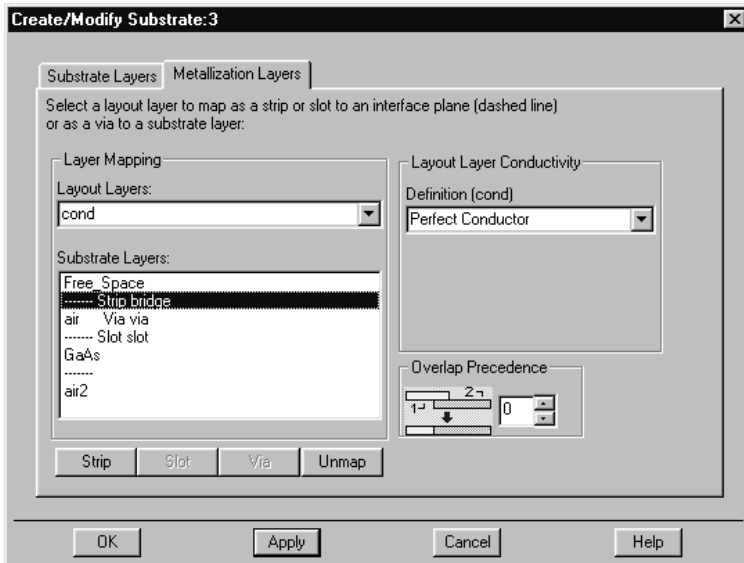 Create/Modify Substrate:3
Substrate Layers
Metallization Layers
Select a layout layer to map as a strip or slot to an interface plane (dashed line)
or as a via to a substrate layer:
Layer Mapping
Layout Layers:
cond
Substrate Layers:
Free_Space
------- Strip bridge
air Via via
------- Slot slot
GaAs
-------
air2
Strip
Slot
Via
Unmap
Layout Layer Conductivity
Definition (cond)
Perfect Conductor
Overlap Precedence
2
1
0
OK
Apply
Cancel
Help